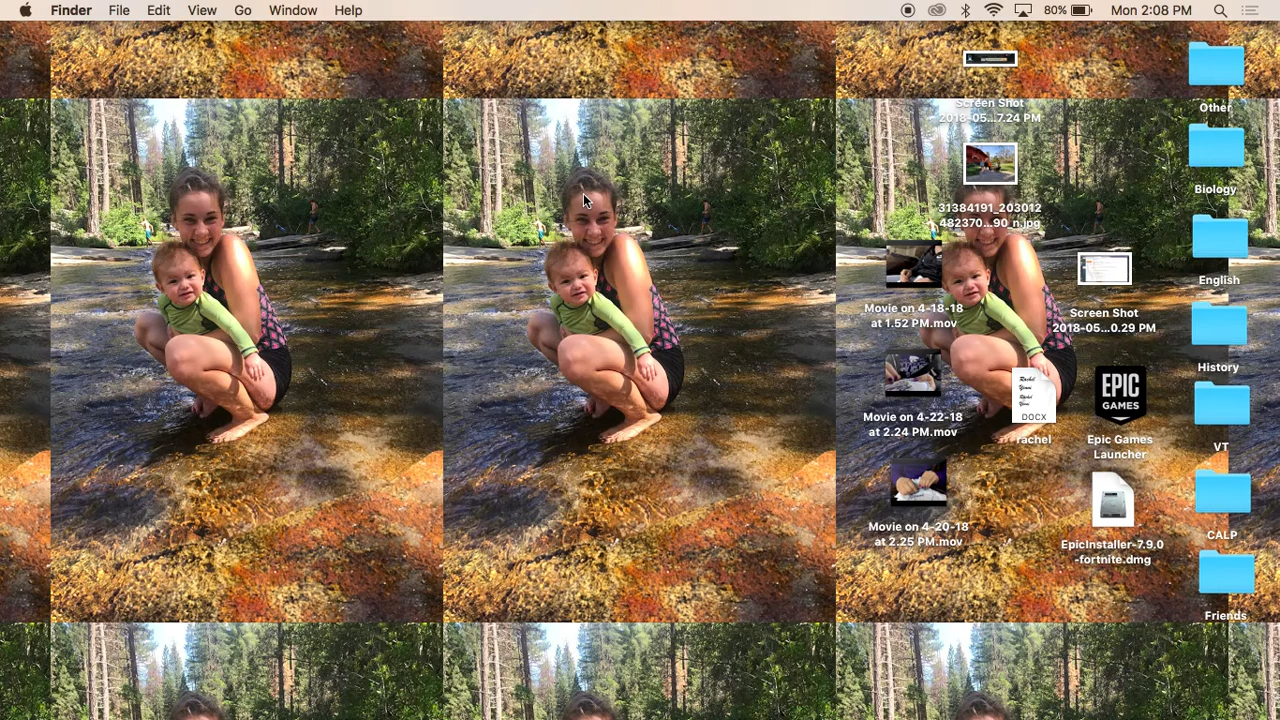 Finder File Edit View Go Window Help 80% Mon 2:08 PM
Screen Shot
2018-05...7.24 PM
Other
Biology
31384191_203012
482370...90_n.jpg
English
Movie on 4-18-18
at 1.52 PM.mov
Screen Shot
2018-05...0.29 PM
History
Movie on 4-22-18
at 2.24 PM.mov
Rachel
Yinni
Rachel
Yinni
DOCX
rachel
EPIC
GAMES
Epic Games
Launcher
VT
Movie on 4-20-18
at 2.25 PM.mov
EpicInstaller-7.9.0
-fortnite.dmg
CALP
Friends